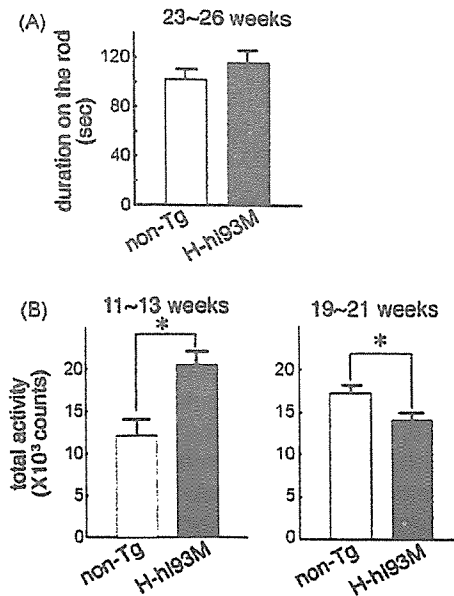 (A) 23~26 weeks
duration on the rod
(sec)
120
80
40
0
non-Tg
H-hI93M
(B) 11~13 weeks
19~21 weeks
*
*
total activity
(X10³ counts)
20
15
10
5
0
20
15
10
5
0
non-Tg
H-hI93M
non-Tg
H-hI93M